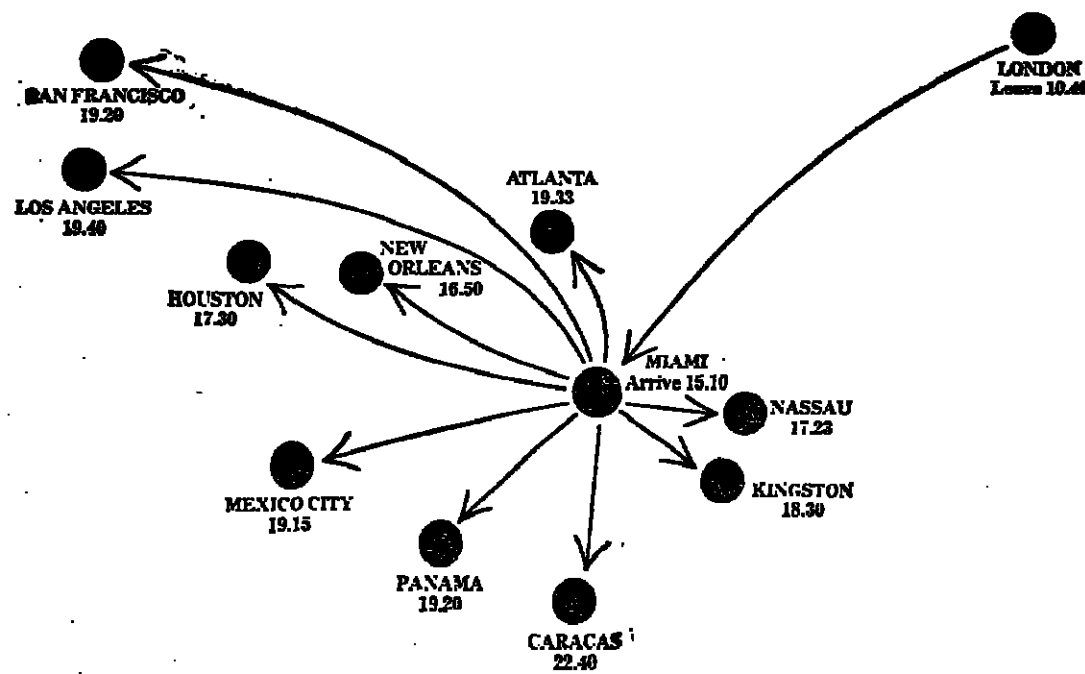 LONDON
Leave 10.40
SAN FRANCISCO
19.20
LOS ANGELES
19.40
ATLANTA
19.33
NEW
ORLEANS
16.50
HOUSTON
17.30
MIAMI
Arrive 15.10
NASSAU
17.23
KINGSTON
18.30
MEXICO CITY
19.15
PANAMA
19.20
CARACAS
22.40